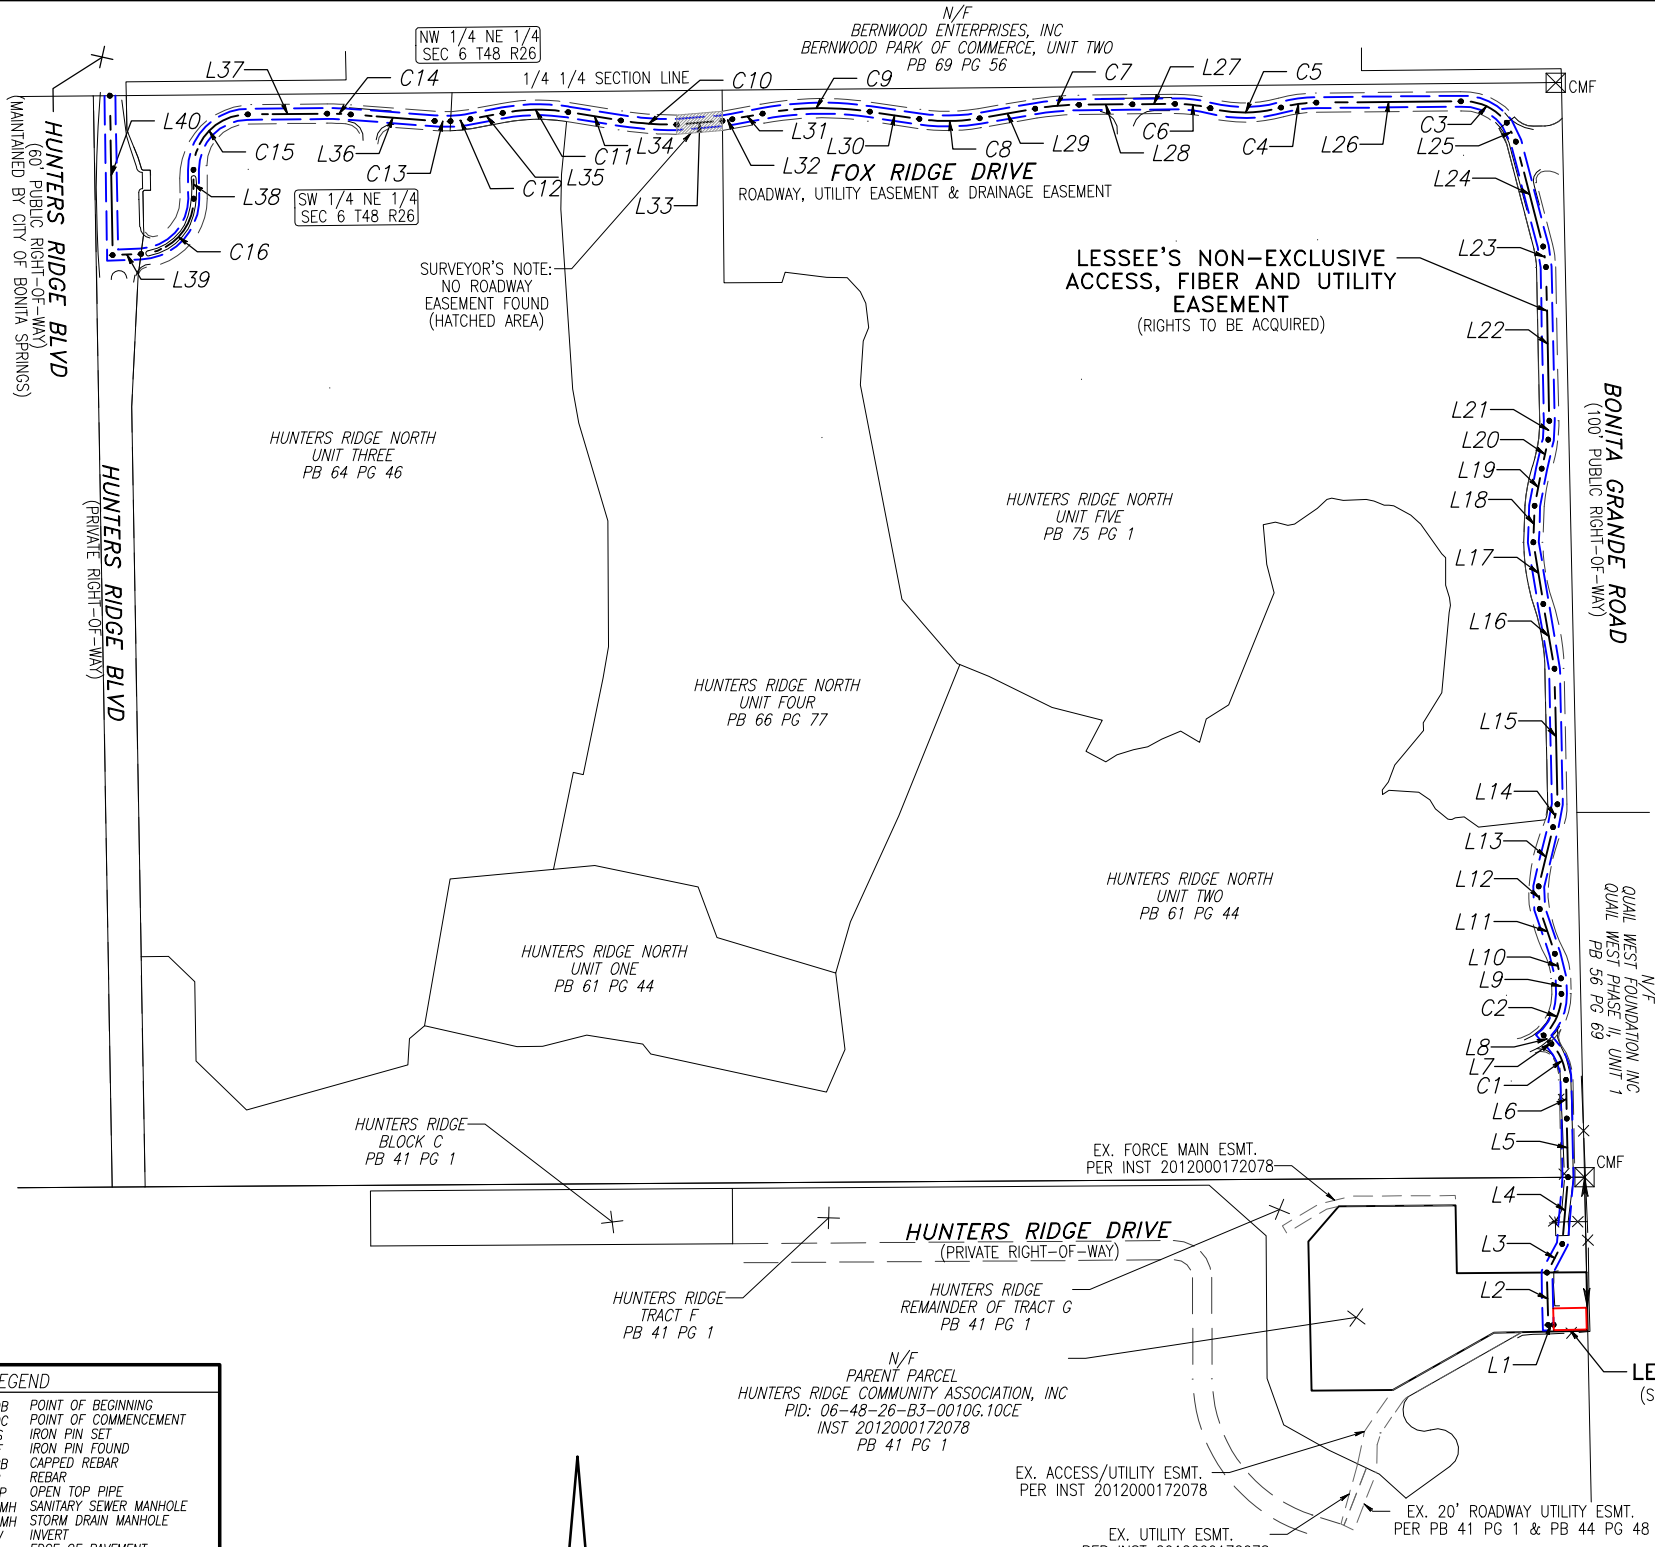 N/F
BERNWOOD ENTERPRISES, INC
BERNWOOD PARK OF COMMERCE, UNIT TWO
PB 69 PG 56
NW 1/4 NE 1/4
SEC 6 T48 R26
1/4 1/4 SECTION LINE
L37
C14
C10
C9
C7
L27
C5
CMF
L40
C15
L36
C13
C12
L35
C11
L34
L33
L32
L31
L30
C8
L29
L28
C6
C4
L26
C3
L25
L24
L38
C16
L39
SW 1/4 NE 1/4
SEC 6 T48 R26
FOX RIDGE DRIVE
ROADWAY, UTILITY EASEMENT & DRAINAGE EASEMENT
HUNTERS RIDGE BLVD
(60' PUBLIC RIGHT-OF-WAY)
(MAINTAINED BY CITY OF BONITA SPRINGS)
SURVEYOR'S NOTE:
NO ROADWAY
EASEMENT FOUND
(HATCHED AREA)
LESSEE'S NON-EXCLUSIVE
ACCESS, FIBER AND UTILITY
EASEMENT
(RIGHTS TO BE ACQUIRED)
L23
L22
L21
L20
L19
L18
L17
L16
L15
L14
L13
L12
L11
L10
L9
C2
L8
L7
C1
L6
L5
L4
L3
L2
L1
BONITA GRANDE ROAD
(100' PUBLIC RIGHT-OF-WAY)
HUNTERS RIDGE BLVD
(PRIVATE RIGHT-OF-WAY)
HUNTERS RIDGE NORTH
UNIT THREE
PB 64 PG 46
HUNTERS RIDGE NORTH
UNIT FIVE
PB 75 PG 1
HUNTERS RIDGE NORTH
UNIT FOUR
PB 66 PG 77
HUNTERS RIDGE NORTH
UNIT TWO
PB 61 PG 44
HUNTERS RIDGE NORTH
UNIT ONE
PB 61 PG 44
N/F
QUAIL WEST FOUNDATION INC
QUAIL WEST PHASE II, UNIT 1
PB 56 PG 69
HUNTERS RIDGE
BLOCK C
PB 41 PG 1
EX. FORCE MAIN ESMT.
PER INST 2012000172078
CMF
HUNTERS RIDGE DRIVE
(PRIVATE RIGHT-OF-WAY)
HUNTERS RIDGE
TRACT F
PB 41 PG 1
HUNTERS RIDGE
REMAINDER OF TRACT G
PB 41 PG 1
N/F
PARENT PARCEL
HUNTERS RIDGE COMMUNITY ASSOCIATION, INC
PID: 06-48-26-B3-0010G.10CE
INST 2012000172078
PB 41 PG 1
LE
(S
EX. ACCESS/UTILITY ESMT.
PER INST 2012000172078
EX. 20' ROADWAY UTILITY ESMT.
PER PB 41 PG 1 & PB 44 PG 48
EX. UTILITY ESMT.
PER INST 2012000172078
EGEND
POINT OF BEGINNING
POINT OF COMMENCEMENT
IRON PIN SET
IRON PIN FOUND
CAPPED REBAR
REBAR
OPEN TOP PIPE
MH SANITARY SEWER MANHOLE
MH STORM DRAIN MANHOLE
INVERT
EDGE OF PAVEMENT